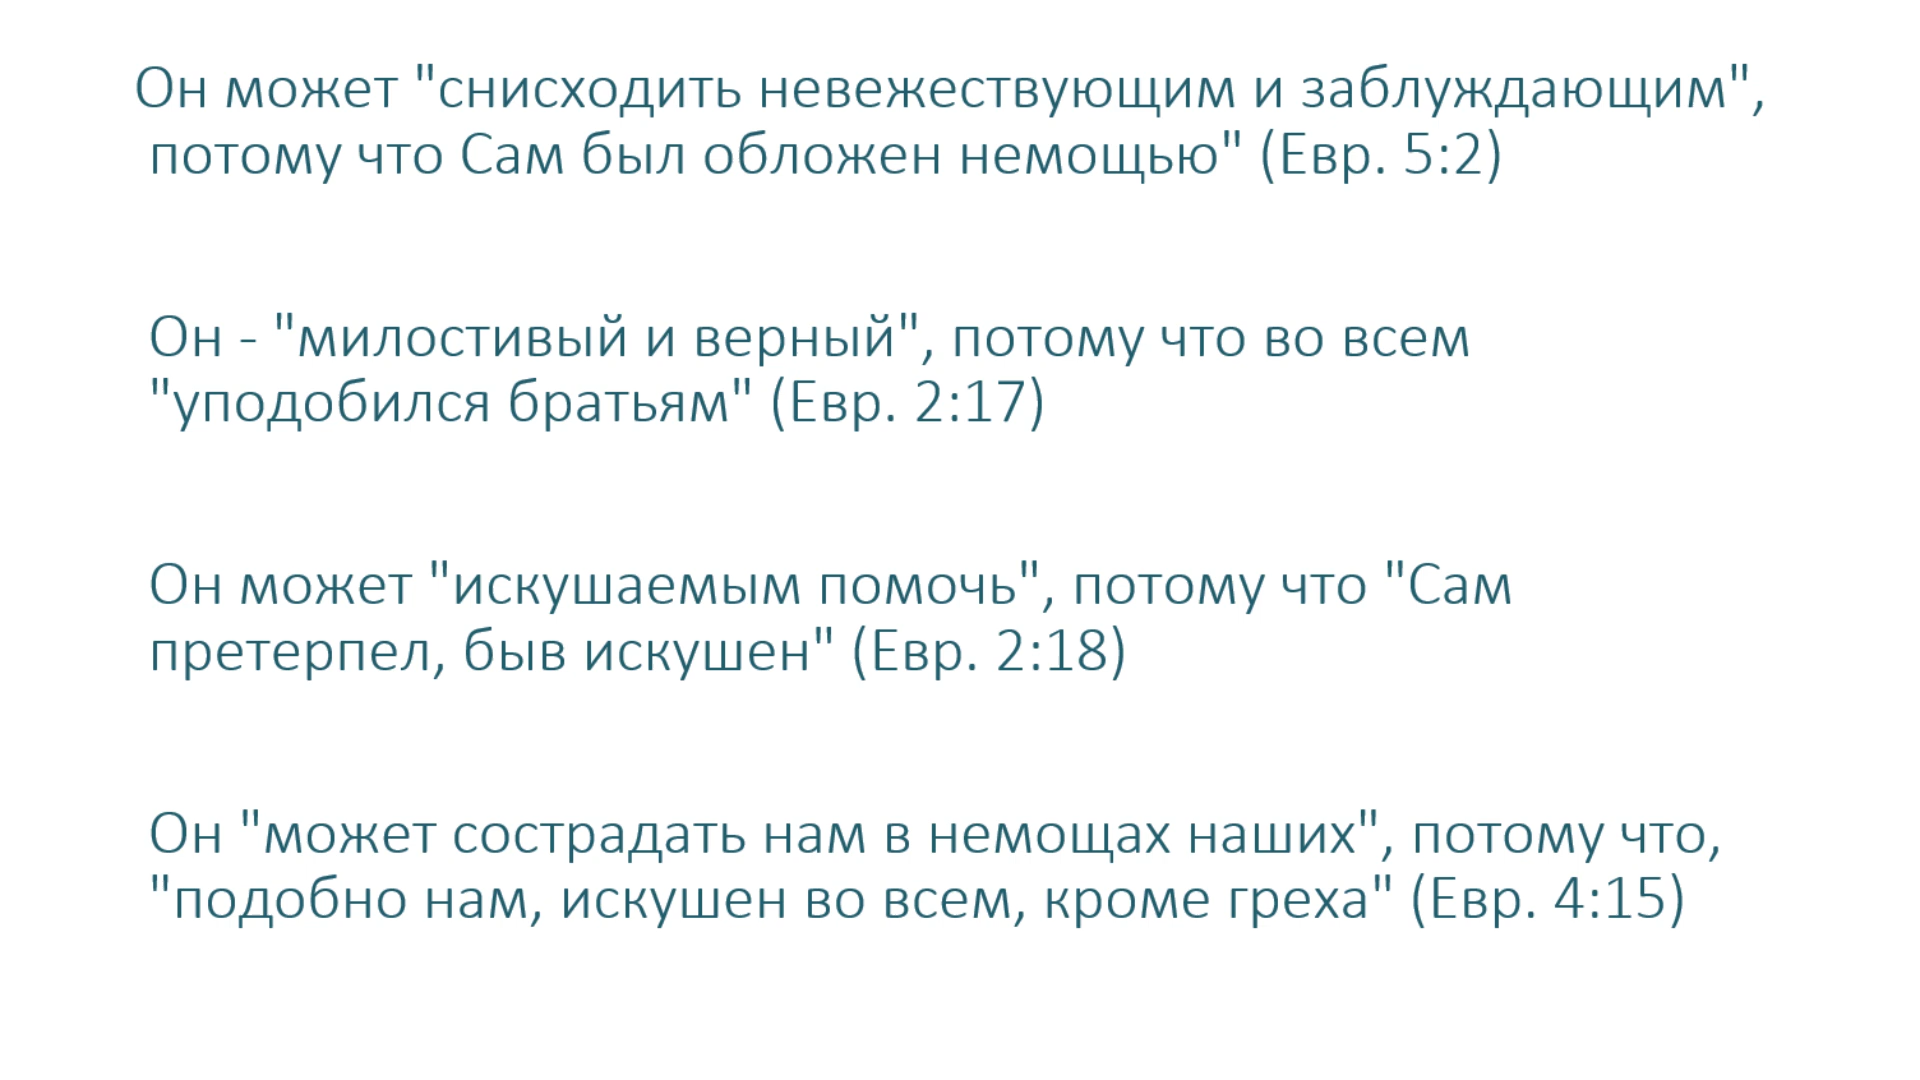 Он может "снисходить невежествующим и заблуждающим",
потому что Сам был обложен немощью" (Евр. 5:2)
Он - "милостивый и верный", потому что во всем
"уподобился братьям" (Евр. 2:17)
Он может "искушаемым помочь", потому что "Сам
претерпел, быв искушен" (Евр. 2:18)
Он "может сострадать нам в немощах наших", потому что,
"подобно нам, искушен во всем, кроме греха" (Евр. 4:15)